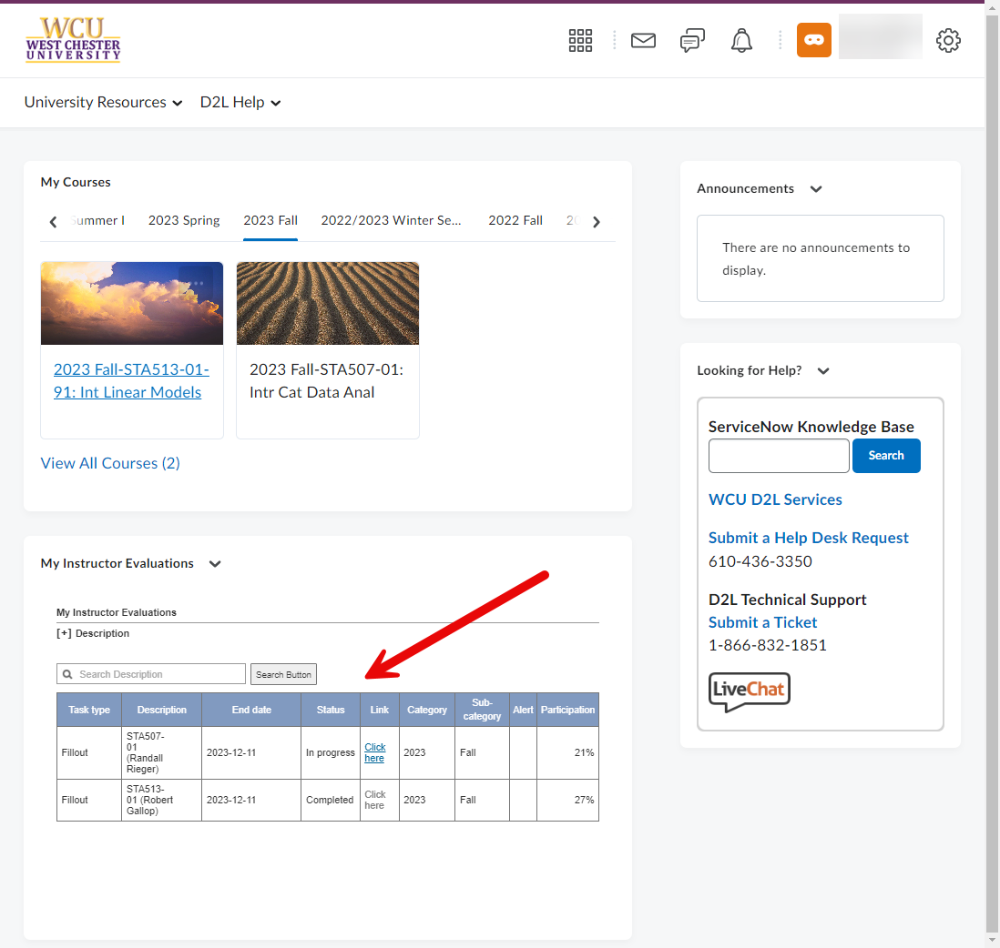 WCU
WEST CHESTER
UNIVERSITY
University Resources
D2L Help
My Courses
Summer I
2023 Spring
2023 Fall
2022/2023 Winter Se...
2022 Fall
2023 Fall-STA513-01-
91: Int Linear Models
2023 Fall-STA507-01:
Intr Cat Data Anal
View All Courses (2)
My Instructor Evaluations
My Instructor Evaluations
[+] Description
Search Description
Search Button
Task type Description End date Status Link Category Sub-category Alert Participation
Fillout
STA507-
01
(Randall
Rieger)
2023-12-11
In progress
Click
here
2023
Fall
21%
Fillout
STA513-
01 (Robert
Gallop)
2023-12-11
Completed
Click
here
2023
Fall
27%
Announcements
There are no announcements to
display.
Looking for Help?
ServiceNow Knowledge Base
Search
WCU D2L Services
Submit a Help Desk Request
610-436-3350
D2L Technical Support
Submit a Ticket
1-866-832-1851
LiveChat